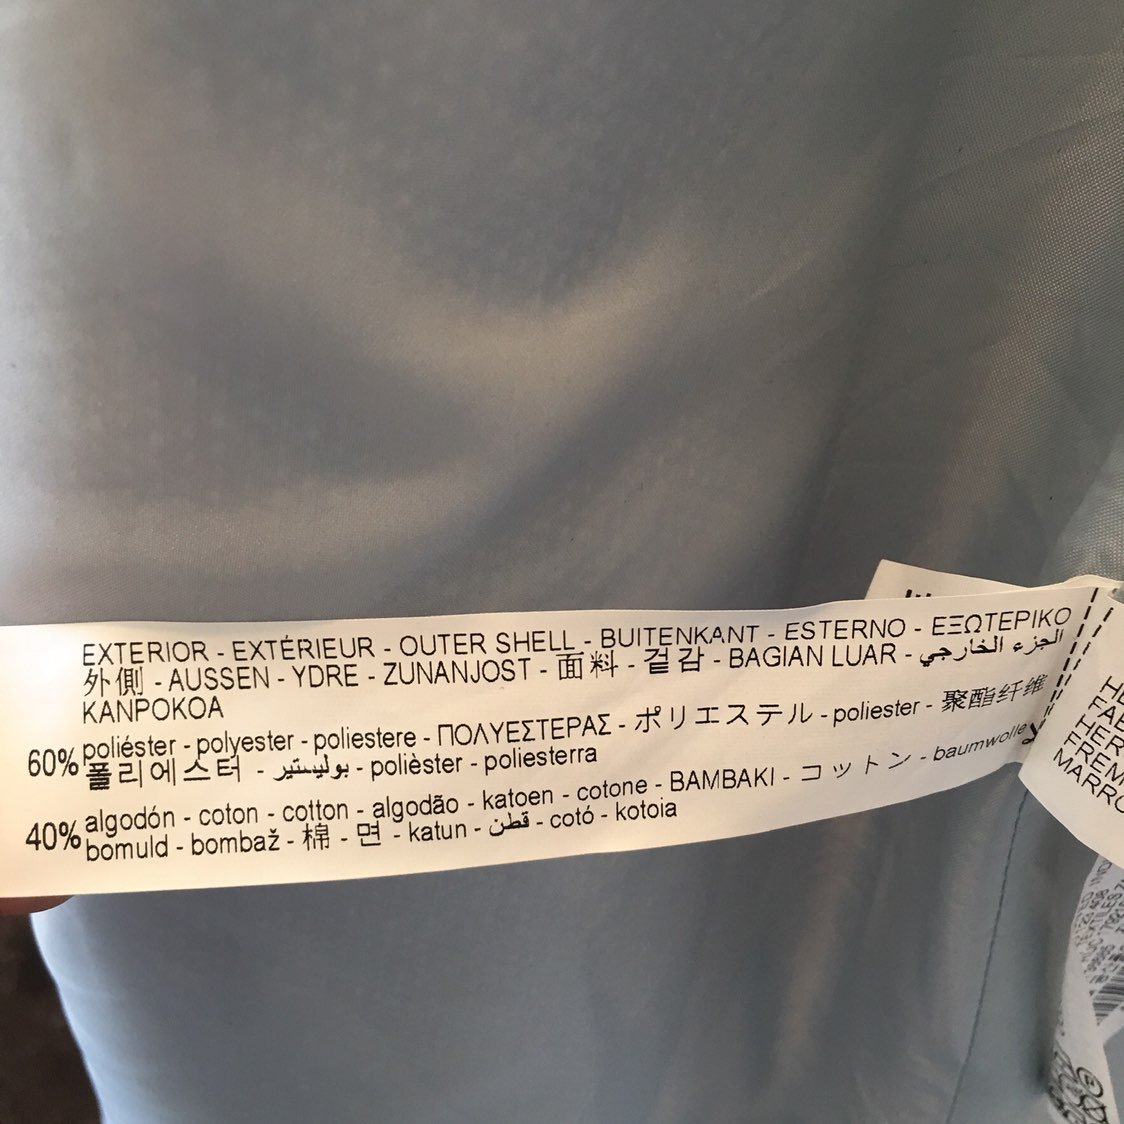 EXTERIOR - EXTÉRIEUR - OUTER SHELL - BUITENKANT - ESTERNO - ΕΞΩΤΕΡΙΚΟ
外側 - AUSSEN - YDRE - ZUNANJOST - 面料 - 겉감 - BAGIAN LUAR - الجزء الخارجي
KANPOKOA
60% poliéster - polyester - poliestere - ΠΟΛΥΕΣΤΕΡΑΣ - ポリエステル - poliester - 聚酯纤维
폴리에스터 - بوليستير - polièster - poliesterra
40% algodón - coton - cotton - algodão - katoen - cotone - BAMBAKI - コットン - baumwolle
bomuld - bombaž - 棉 - 면 - katun - قطن - cotó - kotoia